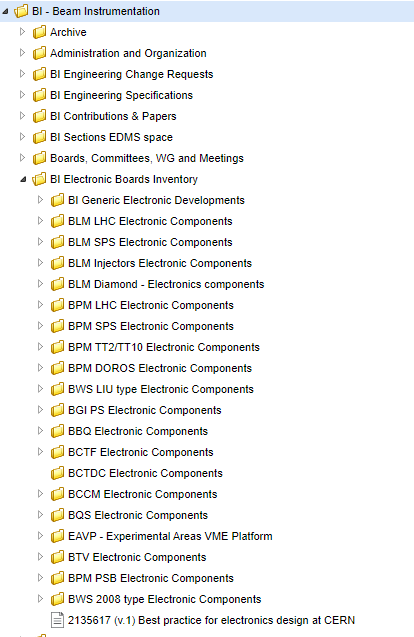 BI - Beam Instrumentation
Archive
Administration and Organization
BI Engineering Change Requests
BI Engineering Specifications
BI Contributions & Papers
BI Sections EDMS space
Boards, Committees, WG and Meetings
BI Electronic Boards Inventory
BI Generic Electronic Developments
BLM LHC Electronic Components
BLM SPS Electronic Components
BLM Injectors Electronic Components
BLM Diamond - Electronics components
BPM LHC Electronic Components
BPM SPS Electronic Components
BPM TT2/TT10 Electronic Components
BPM DOROS Electronic Components
BWS LIU type Electronic Components
BGI PS Electronic Components
BBQ Electronic Components
BCTF Electronic Components
BCTDC Electronic Components
BCCM Electronic Components
BQS Electronic Components
EAVP - Experimental Areas VME Platform
BTV Electronic Components
BPM PSB Electronic Components
BWS 2008 type Electronic Components
2135617 (v.1) Best practice for electronics design at CERN